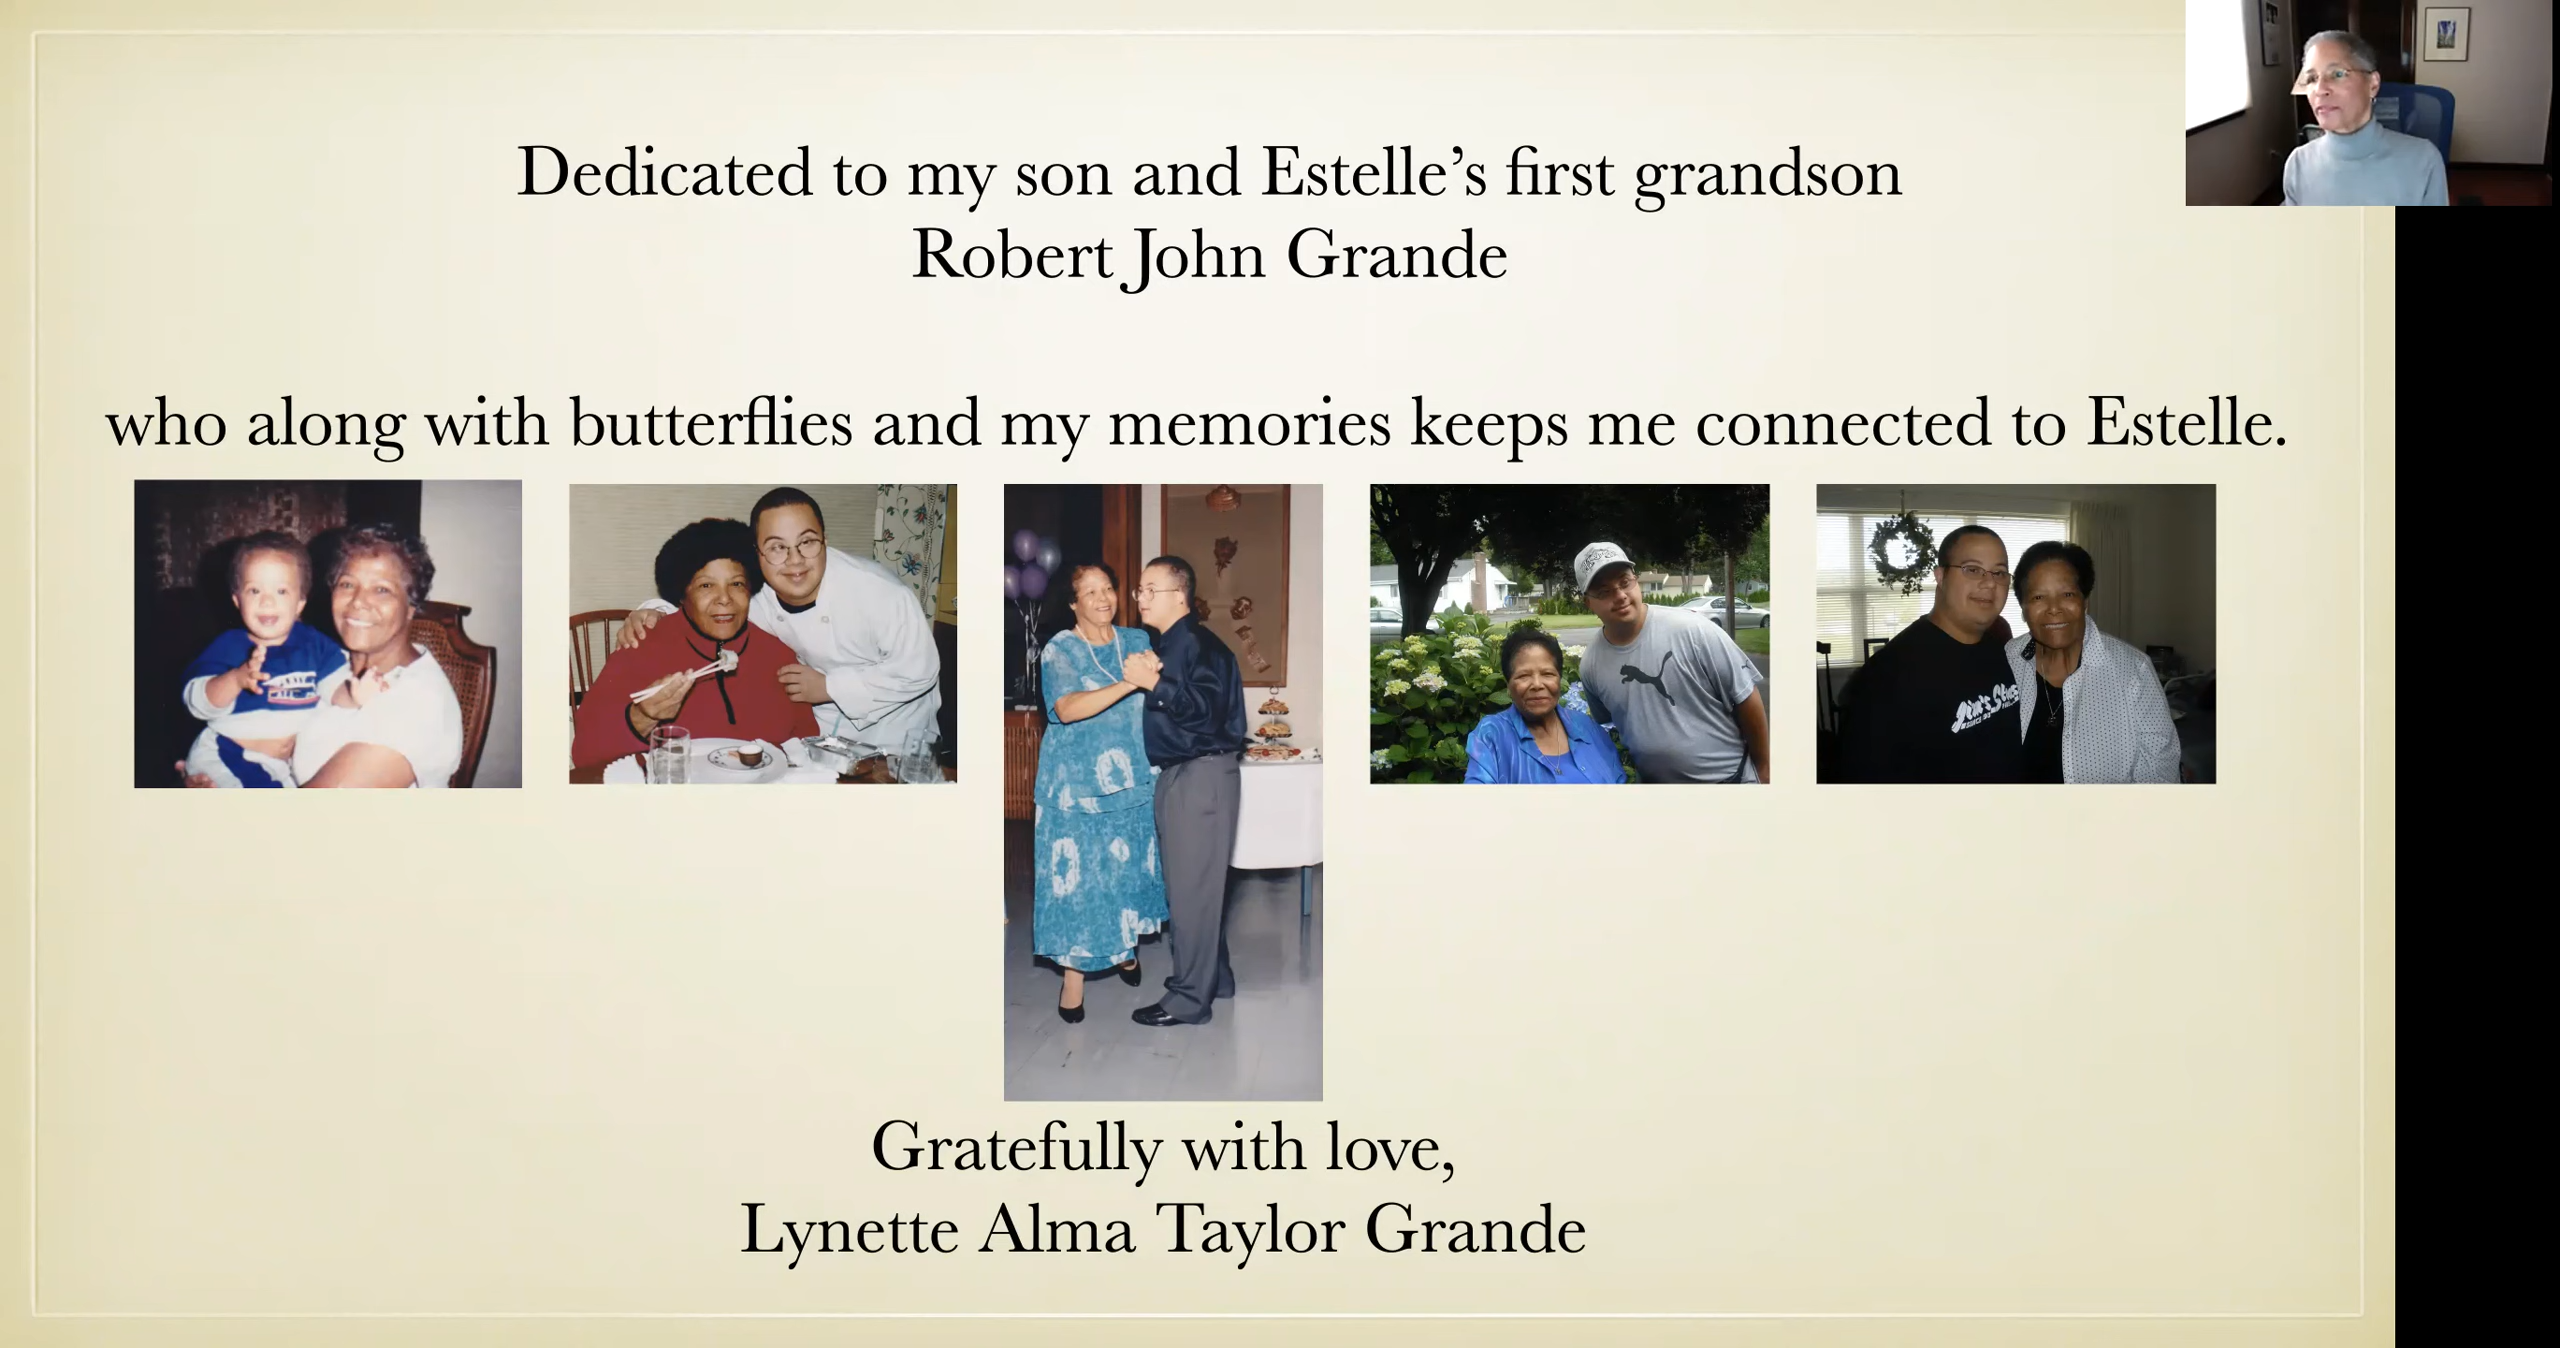 Dedicated to my son and Estelle’s first grandson
Robert John Grande
who along with butterflies and my memories keeps me connected to Estelle.
Jim's
Gratefully with love,
Lynette Alma Taylor Grande